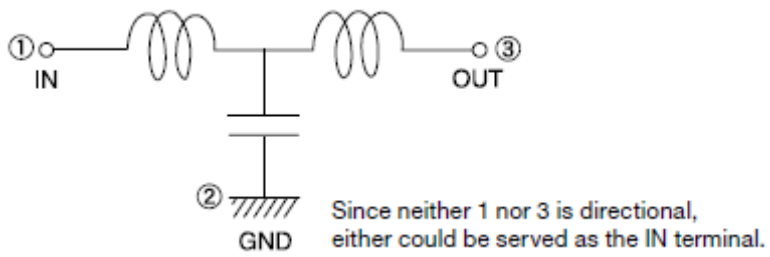 ① ③
IN OUT
②
Since neither 1 nor 3 is directional,
GND either could be served as the IN terminal.